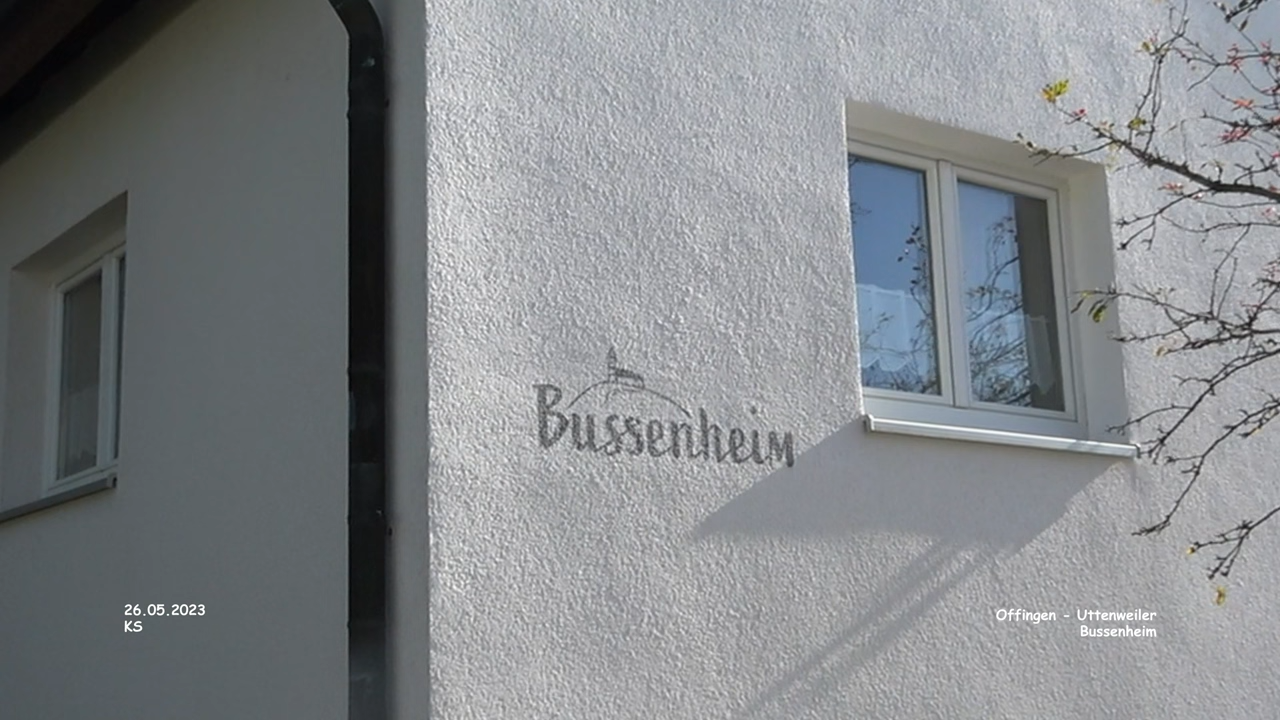 Bussenheim
26.05.2023
KS
Offingen - Uttenweiler
Bussenheim